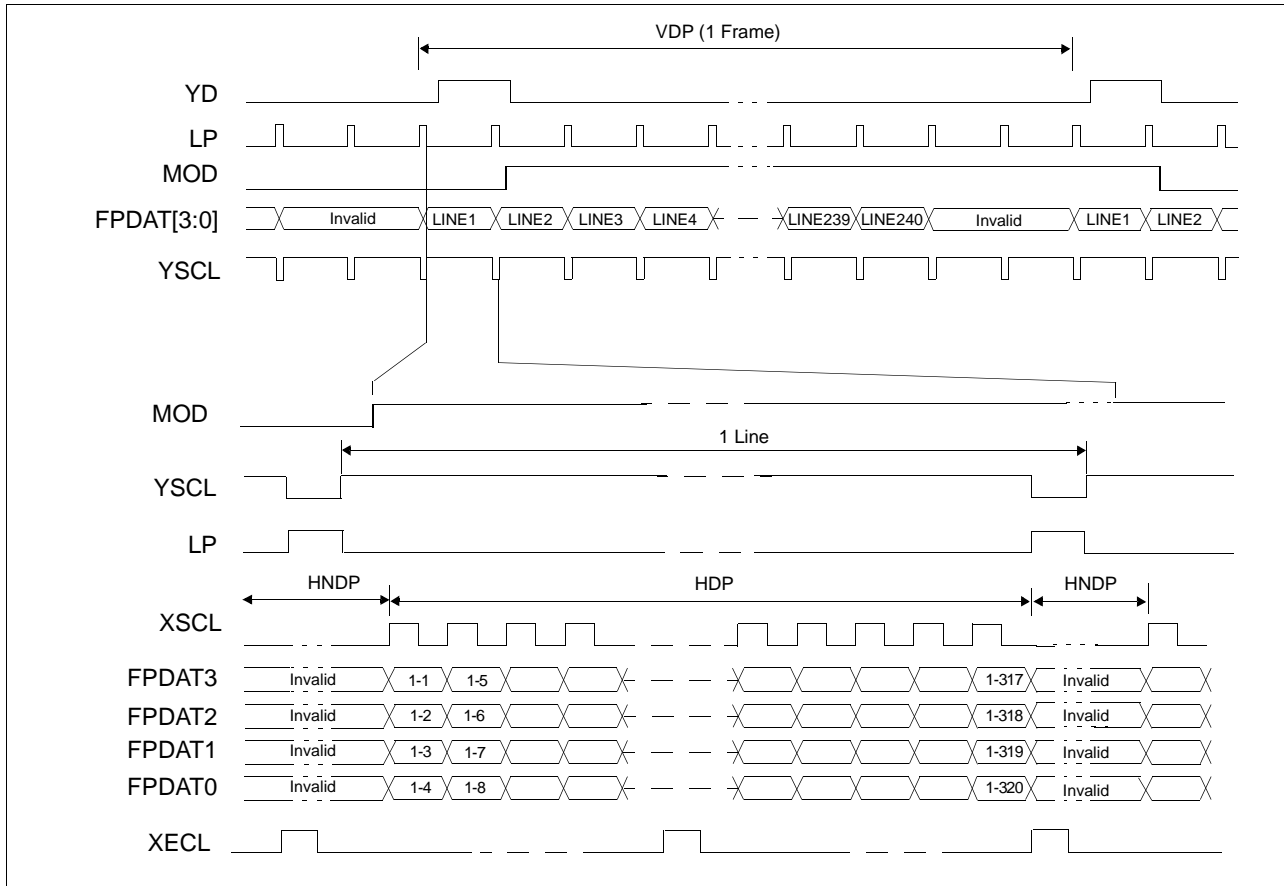 VDP (1 Frame)
YD
LP
MOD
FPDAT[3:0] Invalid LINE1 LINE2 LINE3 LINE4 LINE239 LINE240 Invalid LINE1 LINE2
YSCL
MOD
1 Line
YSCL
LP
HNDP HDP HNDP
XSCL
FPDAT3 Invalid 1-1 1-5 1-317 Invalid
FPDAT2 Invalid 1-2 1-6 1-318 Invalid
FPDAT1 Invalid 1-3 1-7 1-319 Invalid
FPDAT0 Invalid 1-4 1-8 1-320 Invalid
XECL